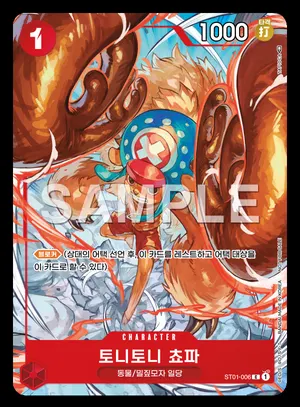 1
1000
타격
打
SAMPLE
블로커 (상대의 어택 선언 후, 이 카드를 레스트하고 어택 대상을
이 카드로 할 수 있다)
CHARACTER
토니토니 쵸파
동물/밀짚모자 일당
ST01-006 C 1